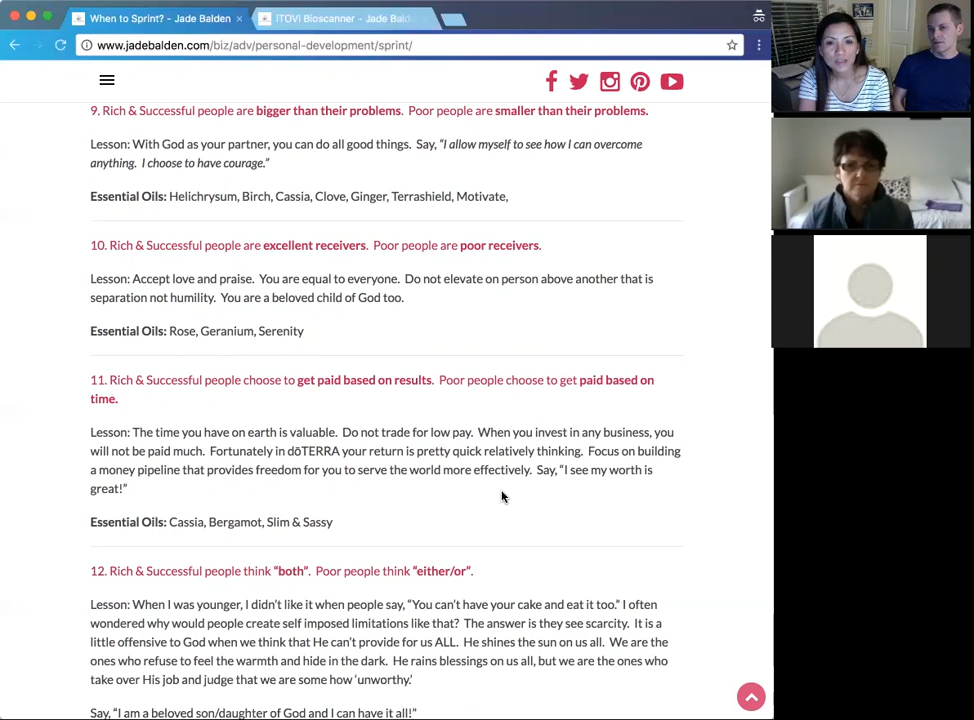 When to Sprint? - Jade Balden
iTOVi Bioscanner - Jade Bald
www.jadebalden.com/biz/adv/personal-development/sprint/
9. Rich & Successful people are bigger than their problems. Poor people are smaller than their problems.
Lesson: With God as your partner, you can do all good things. Say, “I allow myself to see how I can overcome
anything. I choose to have courage.”
Essential Oils: Helichrysum, Birch, Cassia, Clove, Ginger, Terrashield, Motivate,
10. Rich & Successful people are excellent receivers. Poor people are poor receivers.
Lesson: Accept love and praise. You are equal to everyone. Do not elevate on person above another that is
separation not humility. You are a beloved child of God too.
Essential Oils: Rose, Geranium, Serenity
11. Rich & Successful people choose to get paid based on results. Poor people choose to get paid based on
time.
Lesson: The time you have on earth is valuable. Do not trade for low pay. When you invest in any business, you
will not be paid much. Fortunately in dōTERRA your return is pretty quick relatively thinking. Focus on building
a money pipeline that provides freedom for you to serve the world more effectively. Say, “I see my worth is
great!”
Essential Oils: Cassia, Bergamot, Slim & Sassy
12. Rich & Successful people think “both”. Poor people think “either/or”.
Lesson: When I was younger, I didn’t like it when people say, “You can’t have your cake and eat it too.” I often
wondered why would people create self imposed limitations like that? The answer is they see scarcity. It is a
little offensive to God when we think that He can’t provide for us ALL. He shines the sun on us all. We are the
ones who refuse to feel the warmth and hide in the dark. He rains blessings on us all, but we are the ones who
take over His job and judge that we are some how ‘unworthy.’
Say, “I am a beloved son/daughter of God and I can have it all!”